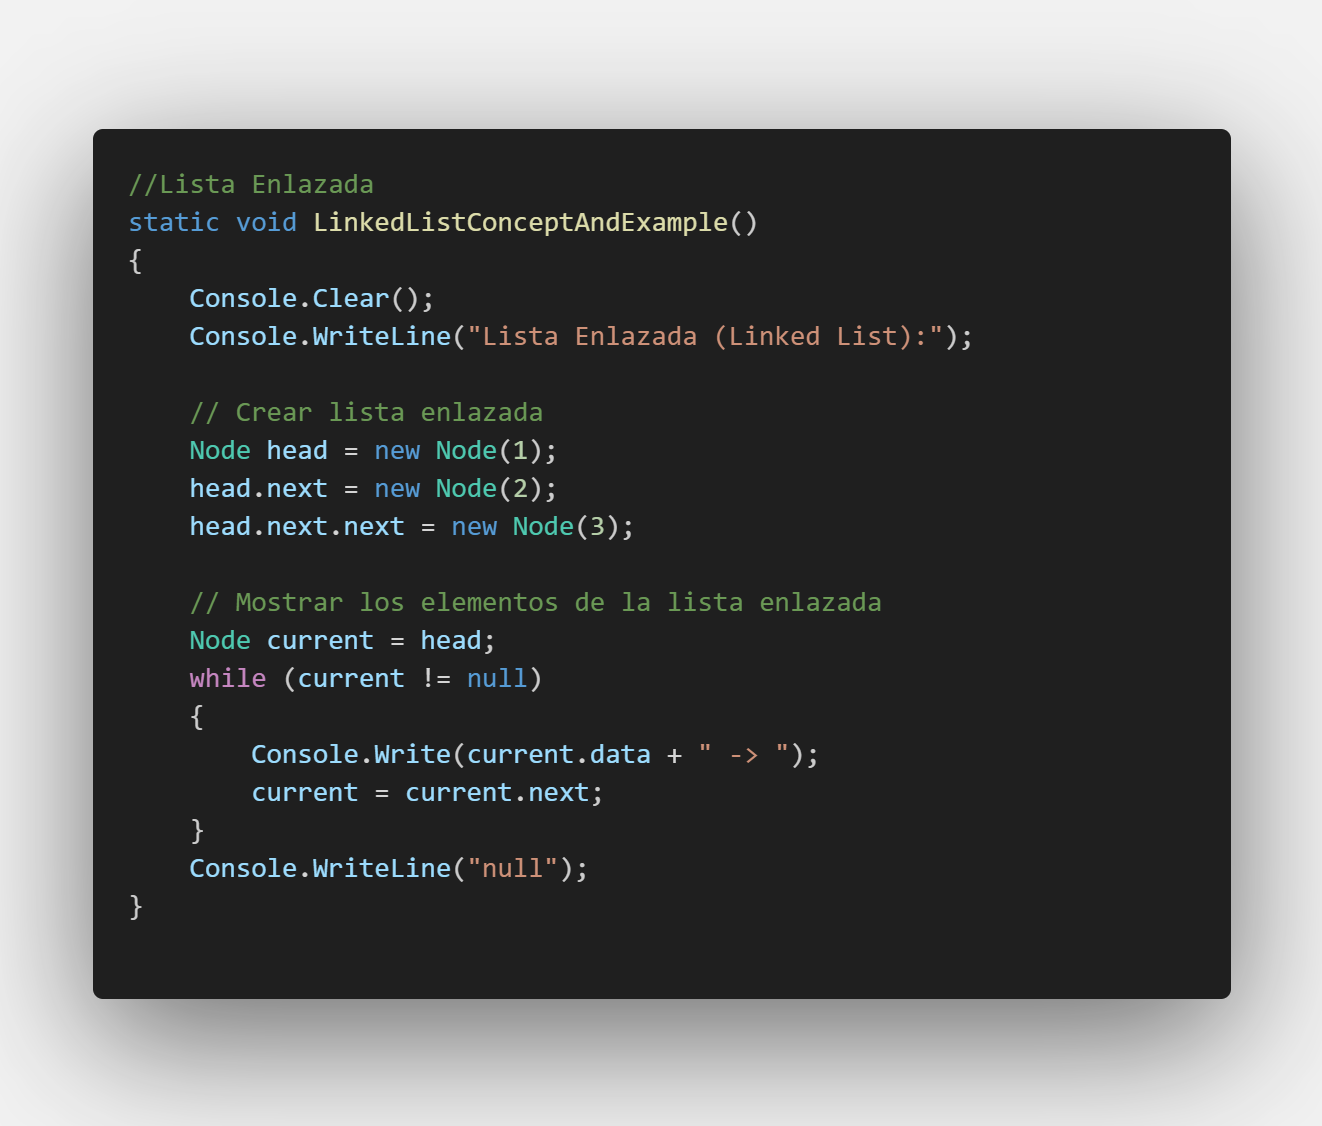 //Lista Enlazada
static void LinkedListConceptAndExample()
{
    Console.Clear();
    Console.WriteLine("Lista Enlazada (Linked List):");

    // Crear lista enlazada
    Node head = new Node(1);
    head.next = new Node(2);
    head.next.next = new Node(3);

    // Mostrar los elementos de la lista enlazada
    Node current = head;
    while (current != null)
    {
        Console.Write(current.data + " -> ");
        current = current.next;
    }
    Console.WriteLine("null");
}